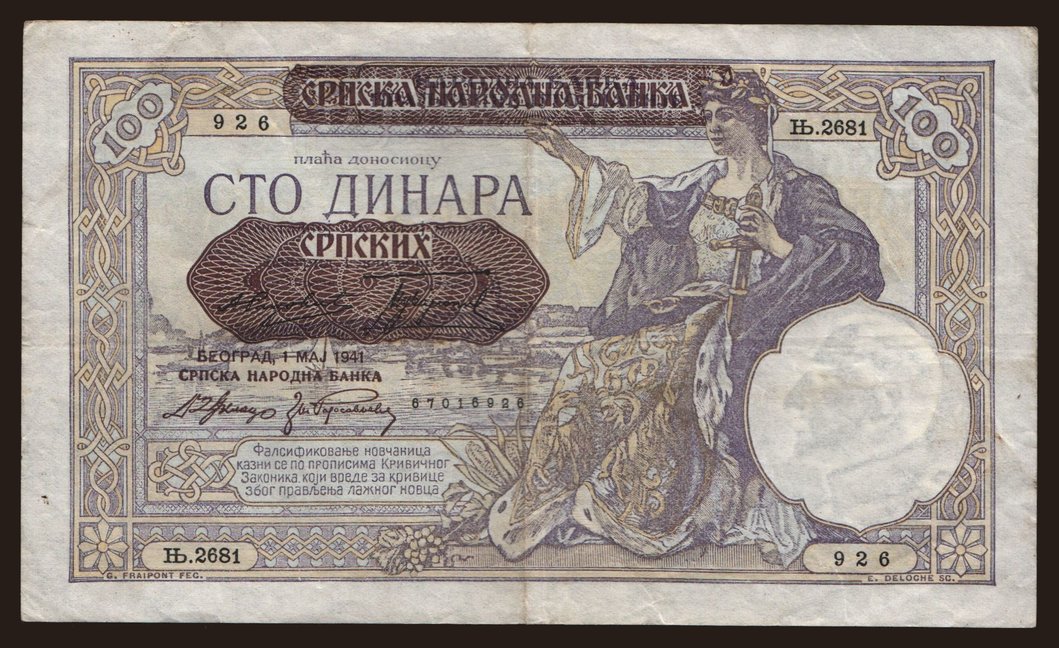 СРПСКА НАРОДНА БАНКА
100
926
Њ.2681
100
плаћа доносиоцу
СТО ДИНАРА
СРПСКИХ
БЕОГРАД, 1 МАЈ 1941
СРПСКА НАРОДНА БАНКА
67016926
Фалсификовање новчаница
казни се по прописима Кривичног
Законика који вреде за кривице
због прављења лажног новца
Њ.2681
926
G. FRAIPONT FEC.
E. DELOCHE SC.